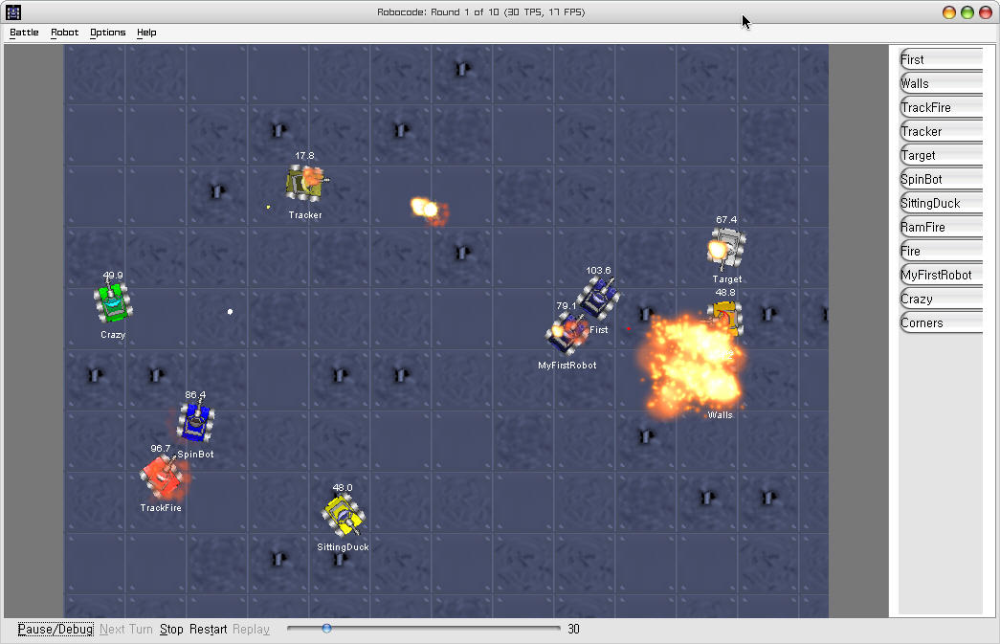 Robocode: Round 1 of 10 (30 TPS, 17 FPS)
Battle Robot Options Help
First
Walls
TrackFire
Tracker
Target
SpinBot
SittingDuck
RamFire
Fire
MyFirstRobot
Crazy
Corners
17.8
Tracker
67.4
Target
48.8
103.6
First
79.1
MyFirstRobot
49.9
Crazy
Walls
86.4
SpinBot
96.7
TrackFire
48.0
SittingDuck
Pause/Debug Next Turn Stop Restart Replay 30